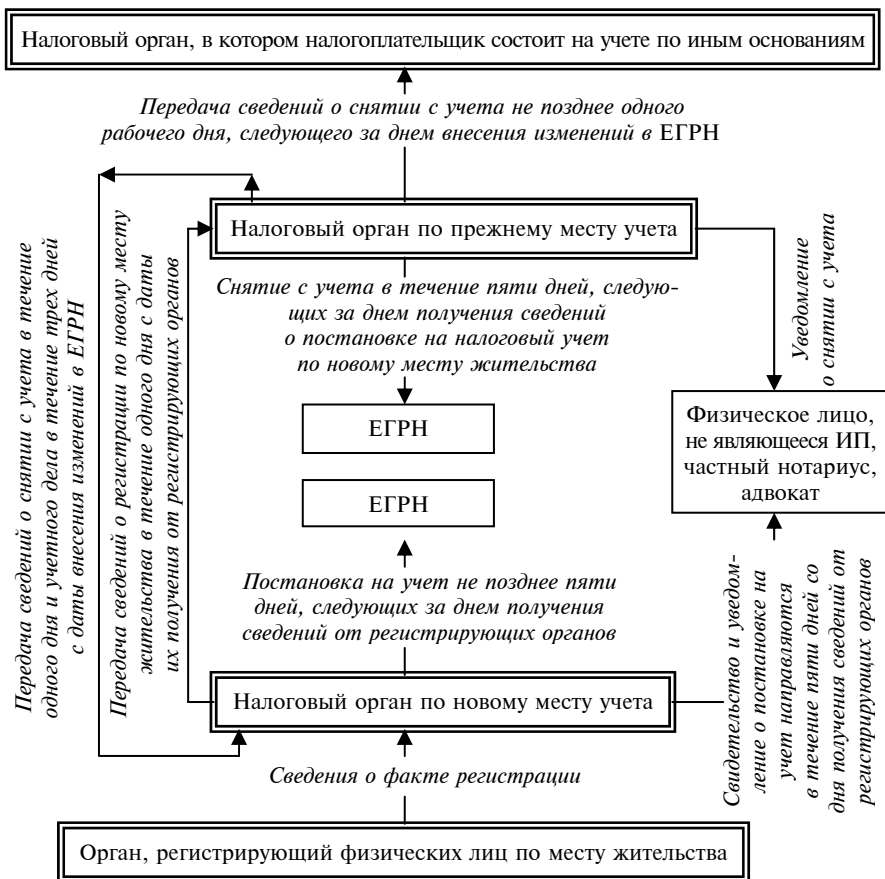 Налоговый орган, в котором налогоплательщик состоит на учете по иным основаниям
Передача сведений о снятии с учета не позднее одного
рабочего дня, следующего за днем внесения изменений в ЕГРН
Передача сведений о снятии с учета в течение
одного дня и учетного дела в течение трех дней
с даты внесения изменений в ЕГРН
Передача сведений о регистрации по новому месту
жительства в течение одного дня с даты
их получения от регистрирующих органов
Налоговый орган по прежнему месту учета
Снятие с учета в течение пяти дней, следую-
щих за днем получения сведений
о постановке на налоговый учет
по новому месту жительства
Уведомление
о снятии с учета
ЕГРН
Физическое лицо,
не являющееся ИП,
частный нотариус,
адвокат
ЕГРН
Постановка на учет не позднее пяти
дней, следующих за днем получения
сведений от регистрирующих органов
Свидетельство и уведом-
ление о постановке на
учет направляются
в течение пяти дней со
дня получения сведений от
регистрирующих органов
Налоговый орган по новому месту учета
Сведения о факте регистрации
Орган, регистрирующий физических лиц по месту жительства